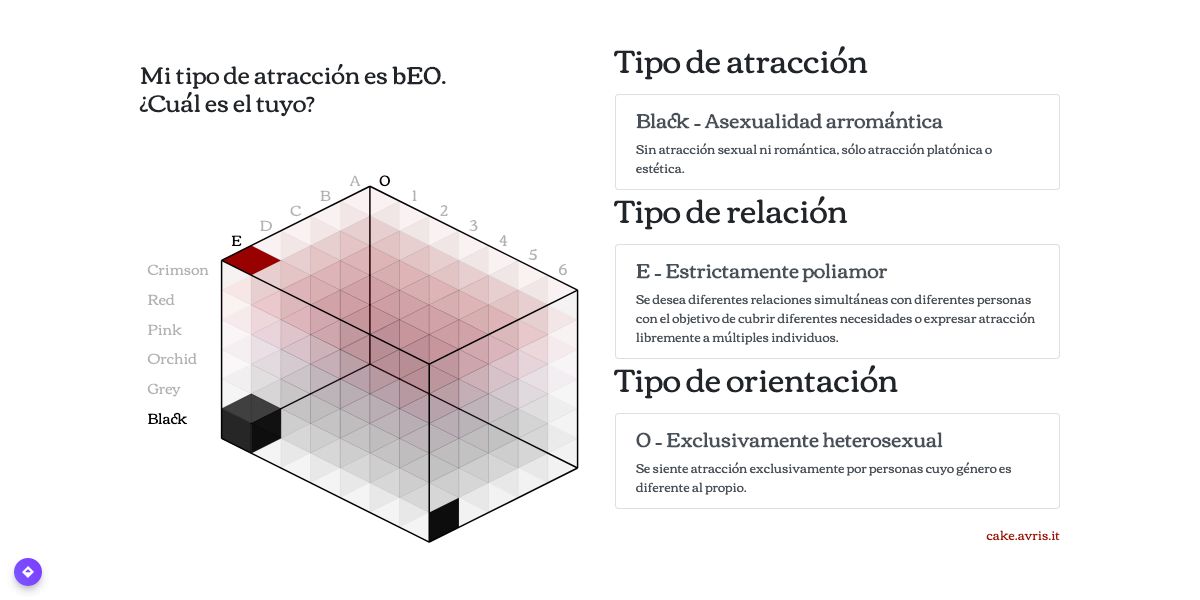 Mi tipo de atracción es bEO.
¿Cuál es el tuyo?
A O
B 1
C 2
D 3
E 4
5
6
Crimson
Red
Pink
Orchid
Grey
Black
Tipo de atracción
Black - Asexualidad arromántica
Sin atracción sexual ni romántica, sólo atracción platónica o
estética.
Tipo de relación
E - Estrictamente poliamor
Se desea diferentes relaciones simultáneas con diferentes personas
con el objetivo de cubrir diferentes necesidades o expresar atracción
libremente a múltiples individuos.
Tipo de orientación
O - Exclusivamente heterosexual
Se siente atracción exclusivamente por personas cuyo género es
diferente al propio.
cake.avris.it